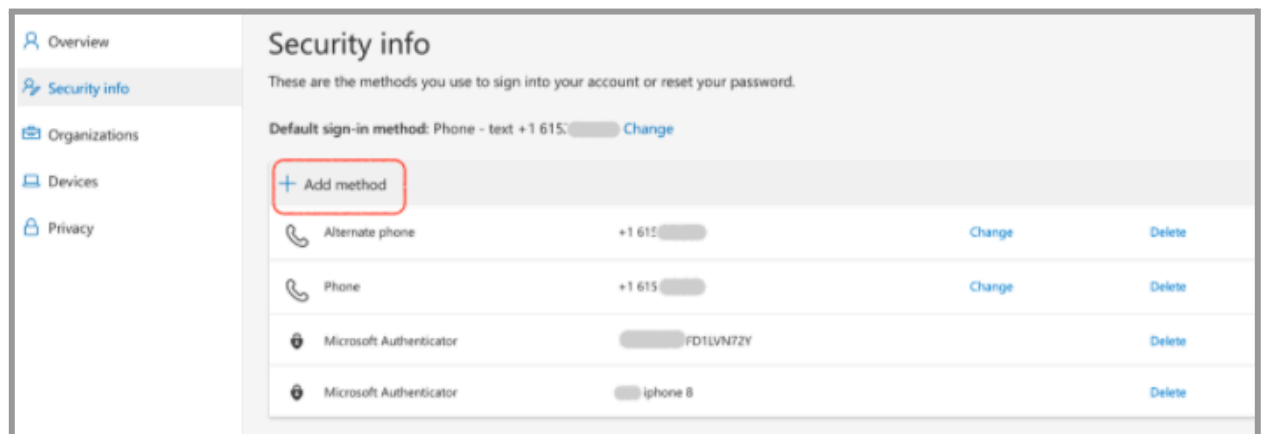 Overview
Security info
Organizations
Devices
Privacy
Security info
These are the methods you use to sign into your account or reset your password.
Default sign-in method: Phone - text +1 615 Change
+ Add method
Alternate phone +1 61 Change Delete
Phone +1 615 Change Delete
Microsoft Authenticator FD1LVN72Y Delete
Microsoft Authenticator iphone 8 Delete